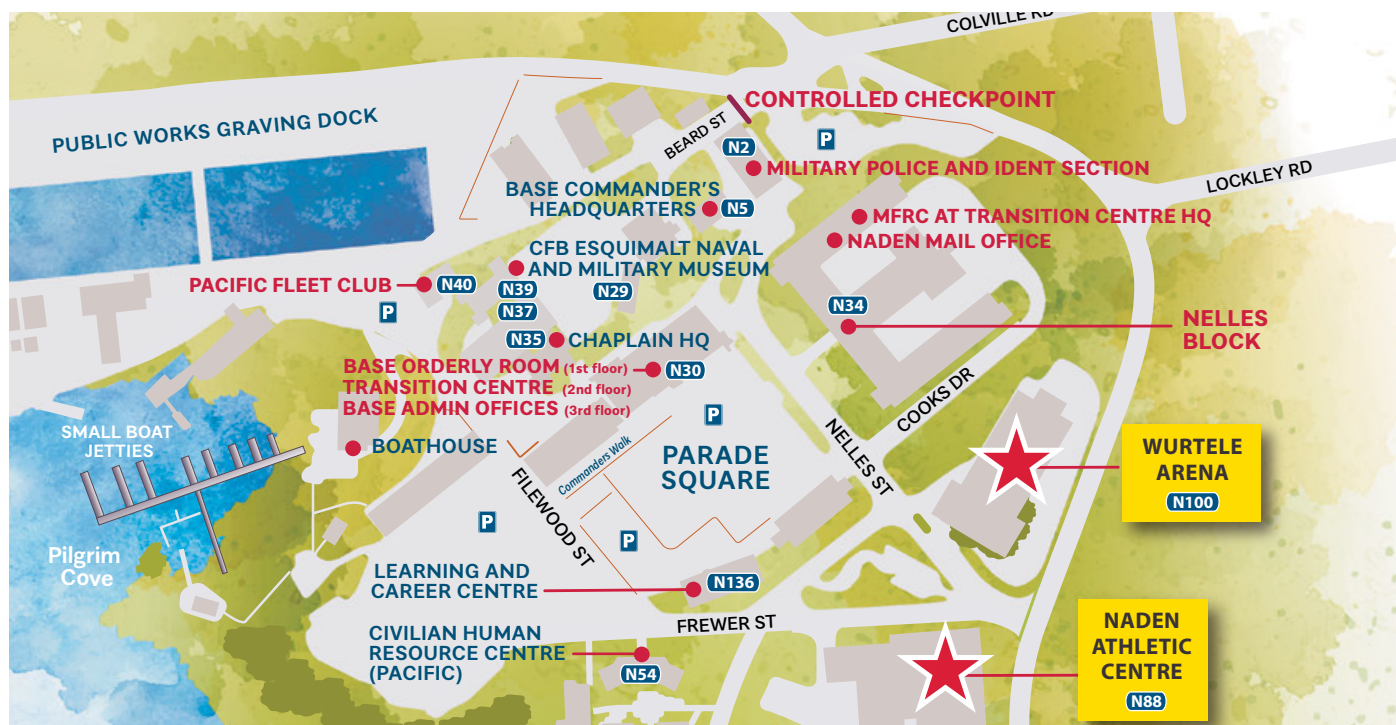 COLVILLE RD
PUBLIC WORKS GRAVING DOCK
CONTROLLED CHECKPOINT
BEARD ST
P
N2
MILITARY POLICE AND IDENT SECTION
LOCKLEY RD
BASE COMMANDER'S
HEADQUARTERS
N5
MFRC AT TRANSITION CENTRE HQ
NADEN MAIL OFFICE
CFB ESQUIMALT NAVAL
AND MILITARY MUSEUM
PACIFIC FLEET CLUB
N40
N39
N29
N37
P
N34
NELLES
BLOCK
N35
CHAPLAIN HQ
BASE ORDERLY ROOM (1st floor)
TRANSITION CENTRE (2nd floor)
BASE ADMIN OFFICES (3rd floor)
N30
P
COOKS DR
SMALL BOAT
JETTIES
BOATHOUSE
Commanders Walk
PARADE
SQUARE
NELLES ST
WURTELE
ARENA
N100
FILEWOOD ST
P
P
Pilgrim
Cove
LEARNING AND
CAREER CENTRE
N136
FREWER ST
CIVILIAN HUMAN
RESOURCE CENTRE
(PACIFIC)
N54
NADEN
ATHLETIC
CENTRE
N88